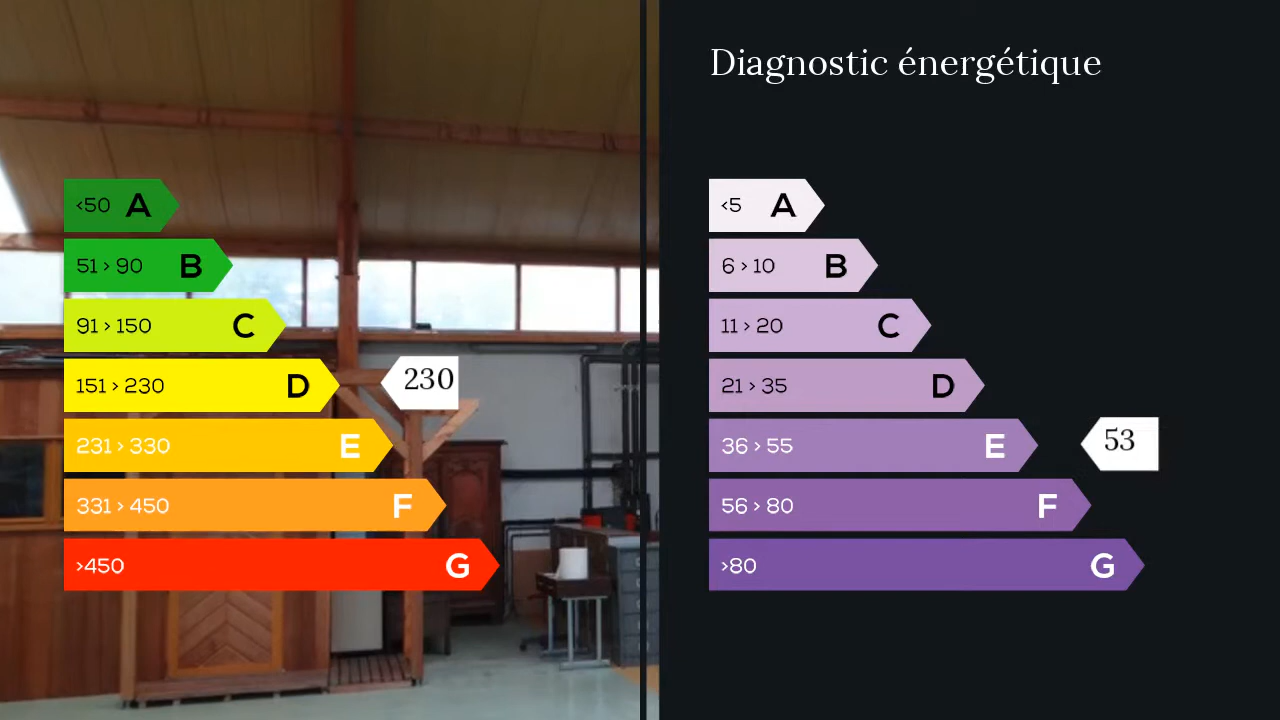 Diagnostic énergétique
<50 A
51 > 90 B
91 > 150 C
151 > 230 D
230
231 > 330 E
331 > 450 F
>450 G
<5 A
6 > 10 B
11 > 20 C
21 > 35 D
36 > 55 E
53
56 > 80 F
>80 G